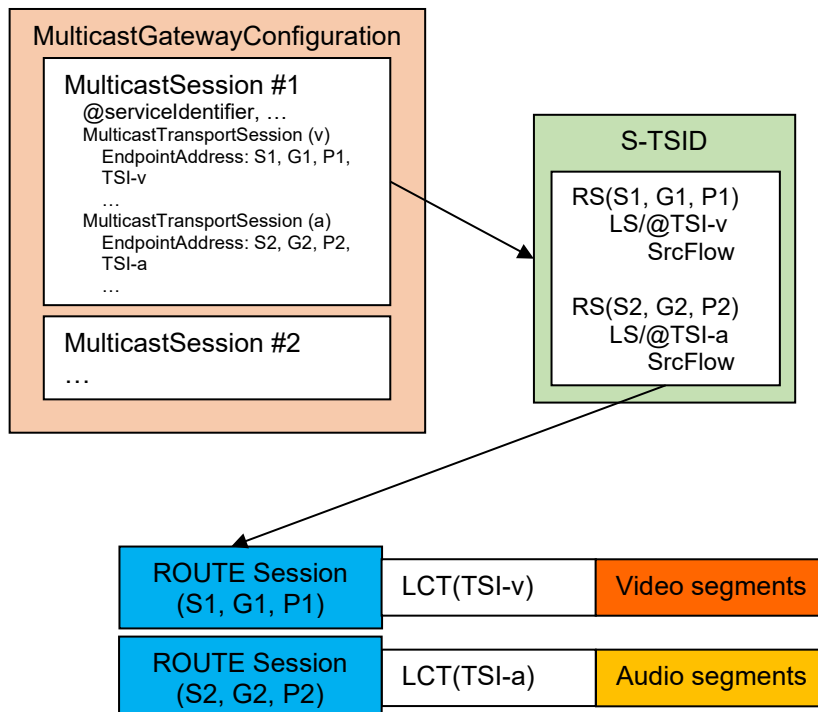 MulticastGatewayConfiguration
MulticastSession #1
@serviceIdentifier, …
MulticastTransportSession (v)
EndpointAddress: S1, G1, P1,
TSI-v
…
MulticastTransportSession (a)
EndpointAddress: S2, G2, P2,
TSI-a
…
MulticastSession #2
…
S-TSID
RS(S1, G1, P1)
LS/@TSI-v
SrcFlow
RS(S2, G2, P2)
LS/@TSI-a
SrcFlow
ROUTE Session
(S1, G1, P1)
LCT(TSI-v)
Video segments
ROUTE Session
(S2, G2, P2)
LCT(TSI-a)
Audio segments